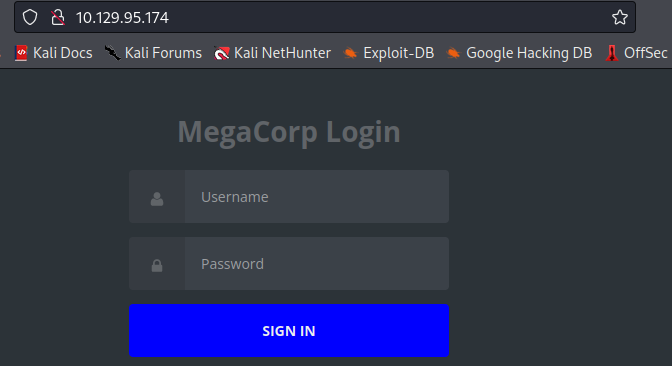 10.129.95.174
Kali Docs Kali Forums Kali NetHunter Exploit-DB Google Hacking DB OffSec
MegaCorp Login
Username
Password
SIGN IN